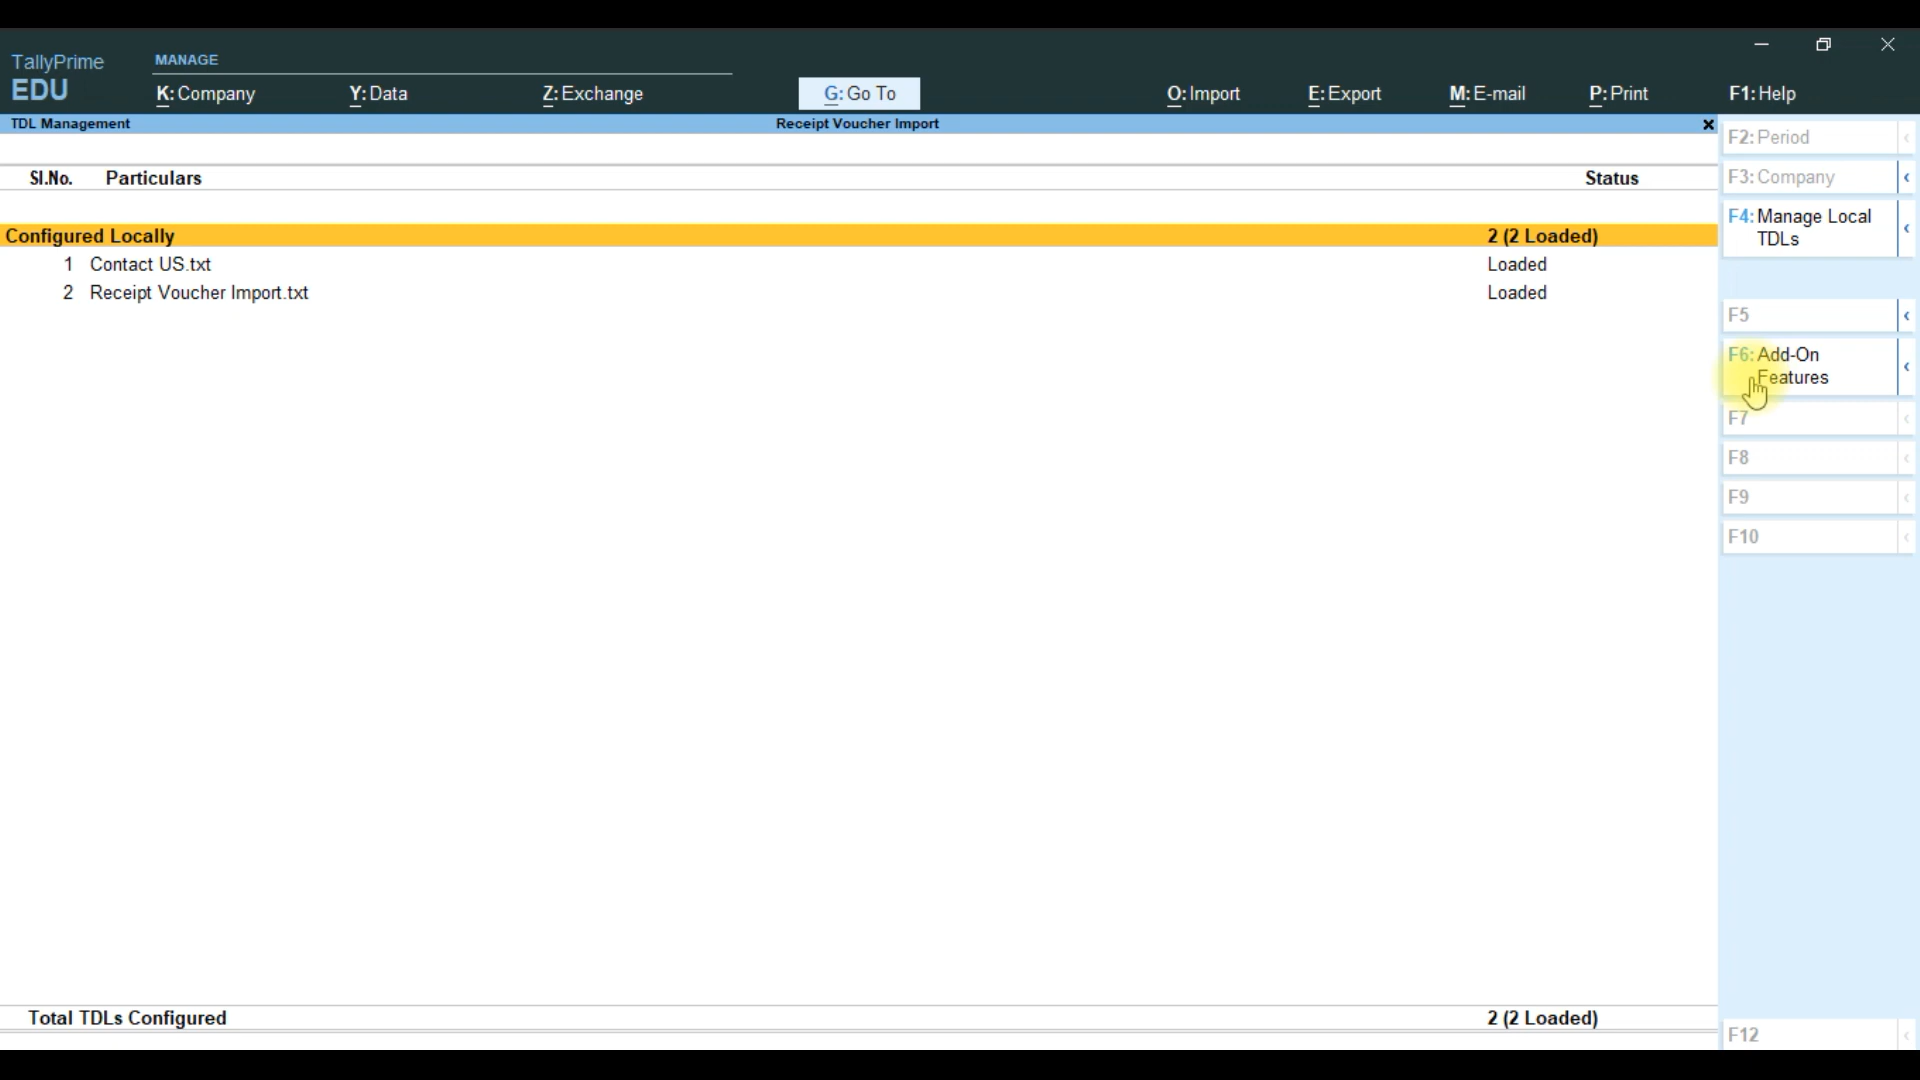 TallyPrime
EDU
MANAGE
K: Company
Y: Data
Z: Exchange
G: Go To
O: Import
E: Export
M: E-mail
P: Print
F1: Help
TDL Management
Receipt Voucher Import
Sl.No. Particulars Status
Configured Locally 2 (2 Loaded)
1 Contact US.txt Loaded
2 Receipt Voucher Import.txt Loaded
Total TDLs Configured 2 (2 Loaded)
F2: Period
F3: Company
F4: Manage Local
TDLs
F5
F6: Add-On
Features
F7
F8
F9
F10
F12